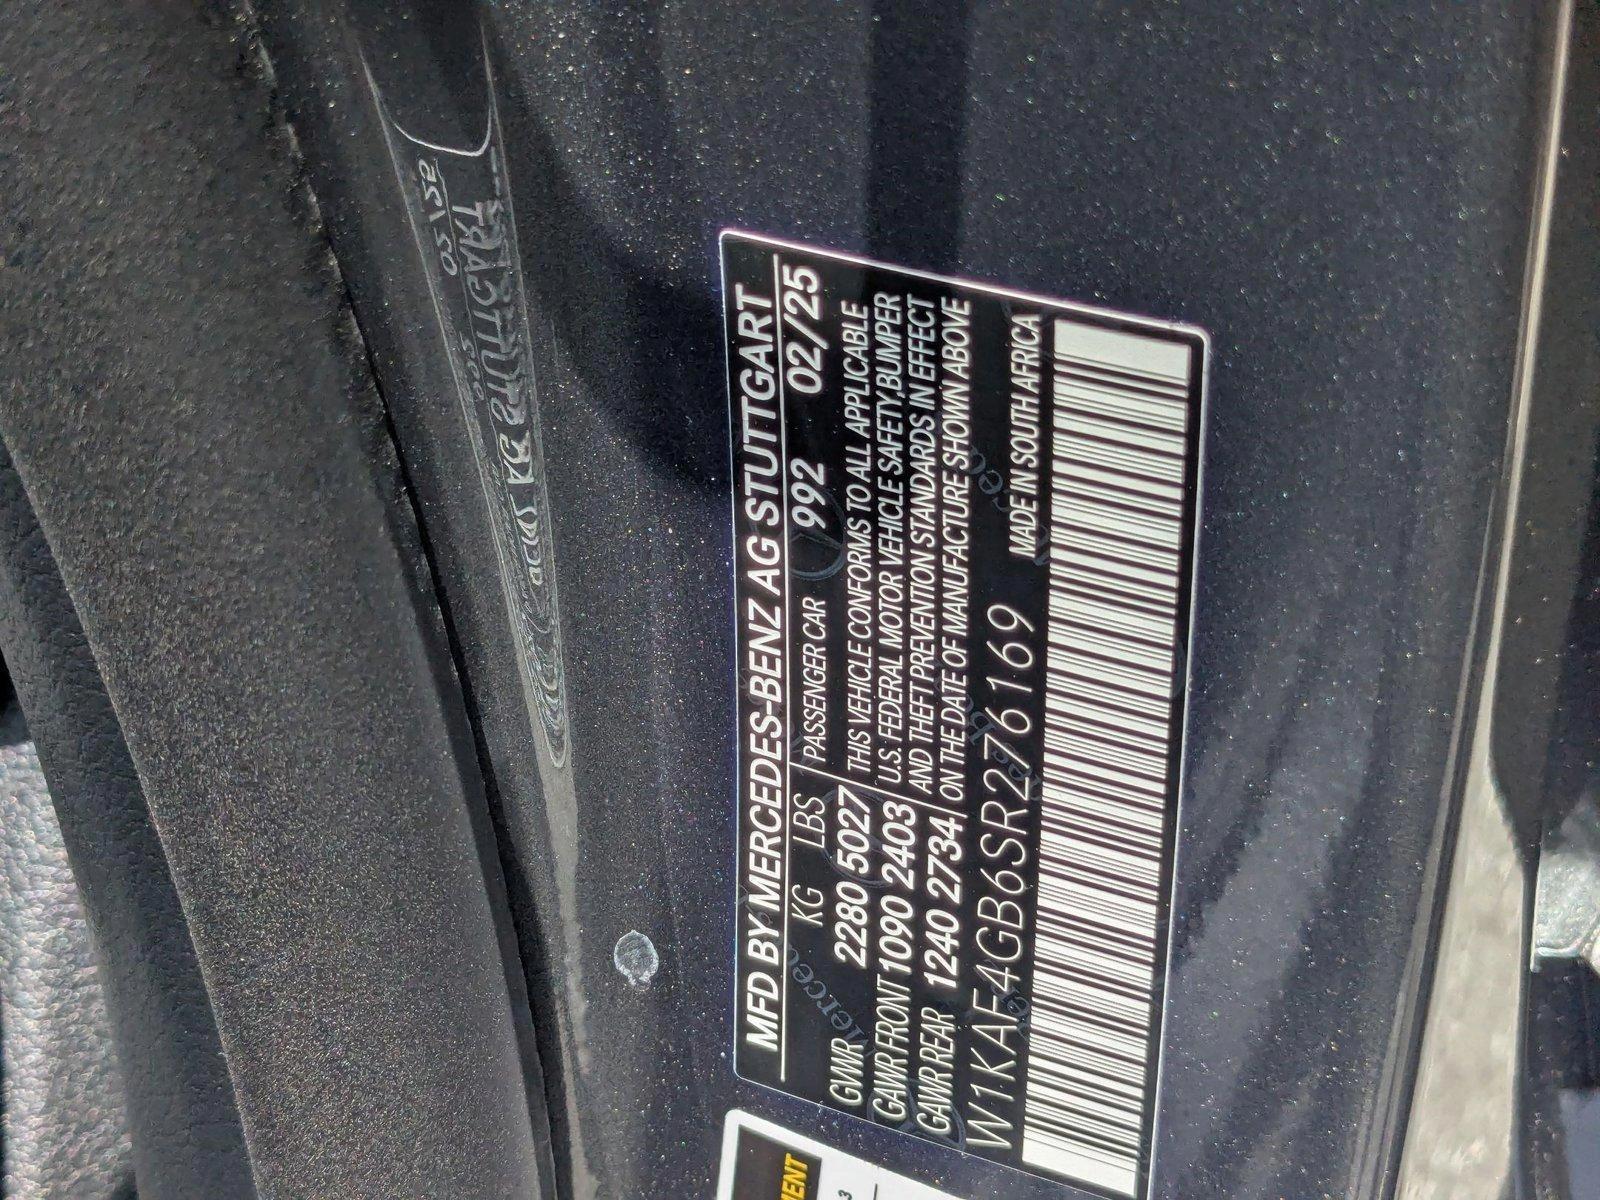 MFD BY MERCEDES-BENZ AG STUTTGART
KG LBS PASSENGER CAR 992 02/25
GVWR 2280 5027 THIS VEHICLE CONFORMS TO ALL APPLICABLE
GAWR FRONT 1090 2403 U.S. FEDERAL MOTOR VEHICLE SAFETY,BUMPER
GAWR REAR 1240 2734 AND THEFT PREVENTION STANDARDS IN EFFECT
ON THE DATE OF MANUFACTURE SHOWN ABOVE
W1KAF4GB6SR276169 MADE IN SOUTH AFRICA
MENT
3